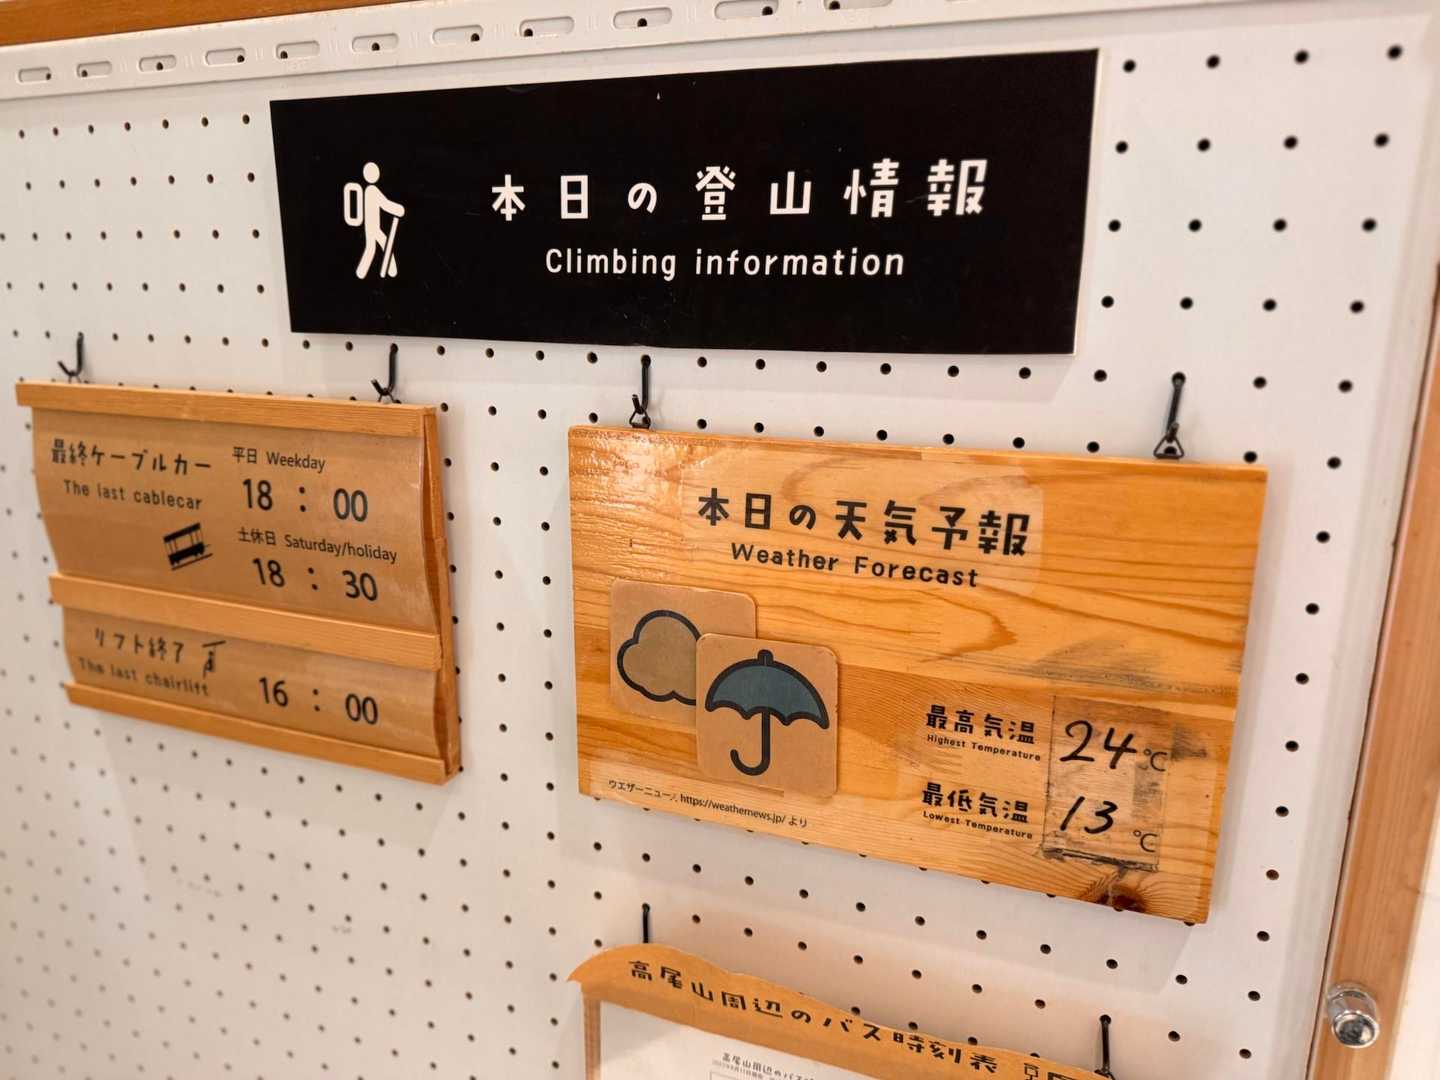 本日の登山情報
Climbing information
最終ケーブルカー
The last cablecar
平日 Weekday
18 : 00
土休日 Saturday/holiday
18 : 30
リフト終了
The last chairlift
16 : 00
本日の天気予報
Weather Forecast
最高気温
Highest Temperature
24℃
最低気温
Lowest Temperature
13℃
ウエザーニュース https://weathernews.jp/ より
高尾山周辺のバス時刻表